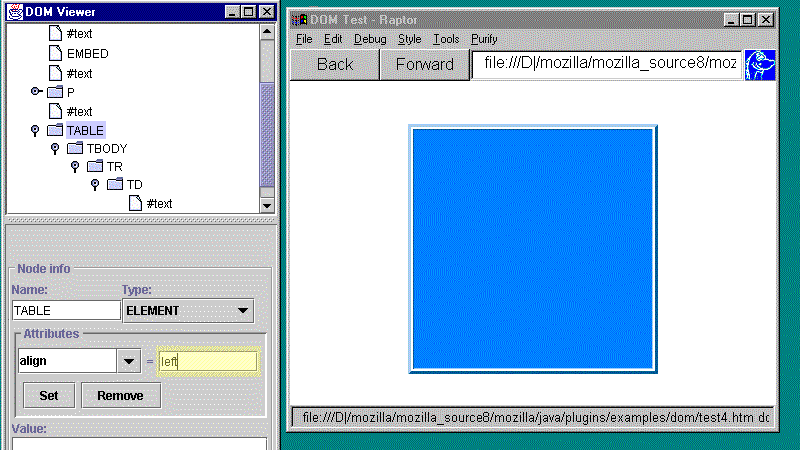 DOM Viewer
#text
EMBED
#text
P
#text
TABLE
TBODY
TR
TD
#text
Node info
Name:
Type:
TABLE
ELEMENT
Attributes
align
=
left
Set
Remove
Value:
DOM Test - Raptor
File Edit Debug Style Tools Purify
Back Forward file:///D|/mozilla/mozilla_source8/moz
file:///D|/mozilla/mozilla_source8/mozilla/java/plugins/examples/dom/test4.htm do